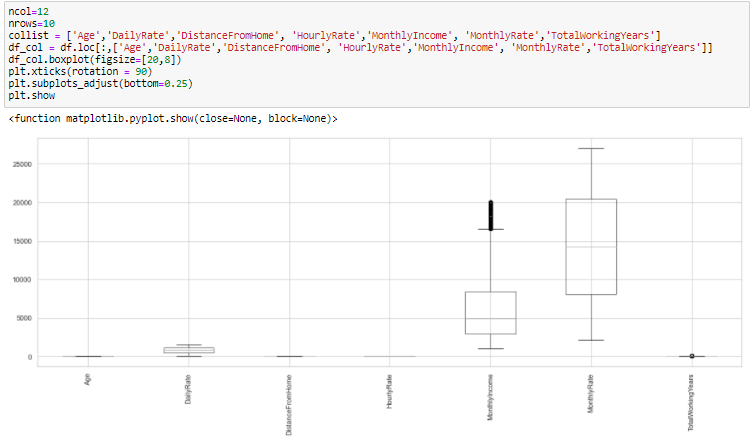 ncol=12
nrows=10
collist = ['Age','DailyRate','DistanceFromHome', 'HourlyRate','MonthlyIncome', 'MonthlyRate','TotalWorkingYears']
df_col = df.loc[:,['Age','DailyRate','DistanceFromHome', 'HourlyRate','MonthlyIncome', 'MonthlyRate','TotalWorkingYears']]
df_col.boxplot(figsize=[20,8])
plt.xticks(rotation = 90)
plt.subplots_adjust(bottom=0.25)
plt.show
<function matplotlib.pyplot.show(close=None, block=None)>
25000
20000
15000
10000
5000
0
Age
DailyRate
DistanceFromHome
HourlyRate
MonthlyIncome
MonthlyRate
TotalWorkingYears